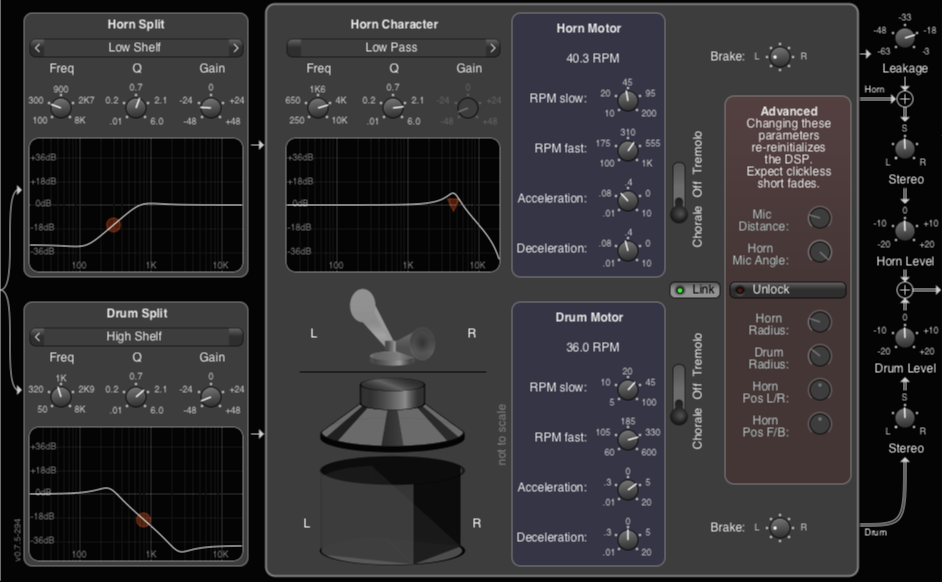 Horn Split
< Low Shelf >
Freq Q Gain
900 0.7 0
300 2K7 0.2 2.1 -24 +24
100 8K .01 6.0 -48 +48
+36dB
+18dB
0dB
-18dB
-36dB
100 1K 10K
Drum Split
< High Shelf
Freq Q Gain
1K 0.7 0
320 2K9 0.2 2.1 -24 +24
50 8K .01 6.0 -48 +48
+36dB
+18dB
0dB
-18dB
-36dB
100 1K 10K
v0.7.5-294
Horn Character
< Low Pass >
Freq Q Gain
1K6 0.7 0
650 4K 0.2 2.1 -24 +24
250 10K .01 6.0 -48 +48
+36dB
+18dB
0dB
-18dB
-36dB
100 1K 10K
L R
not to scale
L R
Horn Motor
40.3 RPM
45
RPM slow: 20 95
10 200
310
RPM fast: 175 555
100 1K
.4
Acceleration: .08 0
.01 10
.4
Deceleration: .08 0
.01 10
Drum Motor
36.0 RPM
20
RPM slow: 10 45
5 100
185
RPM fast: 105 330
60 600
0
Acceleration: .3 5
.01 20
0
Deceleration: .3 5
.01 20
Brake: L R
Chorale Off Tremolo
Link
Chorale Off Tremolo
Brake: L R
Advanced
Changing these
parameters
re-reinitializes
the DSP.
Expect clickless
short fades.
Mic
Distance:
Horn
Mic Angle:
Unlock
Horn
Radius:
Drum
Radius:
Horn
Pos L/R:
Horn
Pos F/B:
-33
-48 -18
-63 -3
Leakage
Horn
S
L R
Stereo
0
-10 +10
-20 +20
Horn Level
0
-10 +10
-20 +20
Drum Level
S
L R
Stereo
Drum